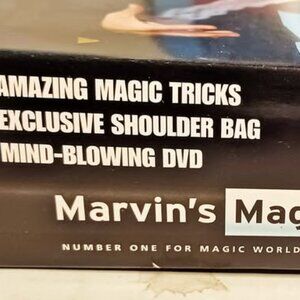 AMAZING MAGIC TRICKS
EXCLUSIVE SHOULDER BAG
MIND-BLOWING DVD
Marvin's Mag
NUMBER ONE FOR MAGIC WORLD